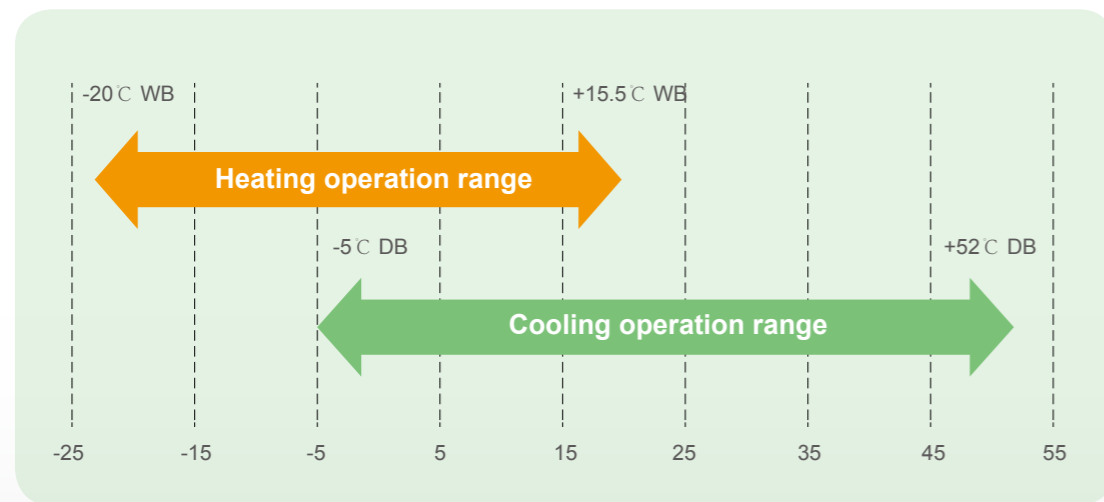 -20℃ WB
+15.5℃ WB
Heating operation range
-5℃ DB
+52℃ DB
Cooling operation range
-25 -15 -5 5 15 25 35 45 55